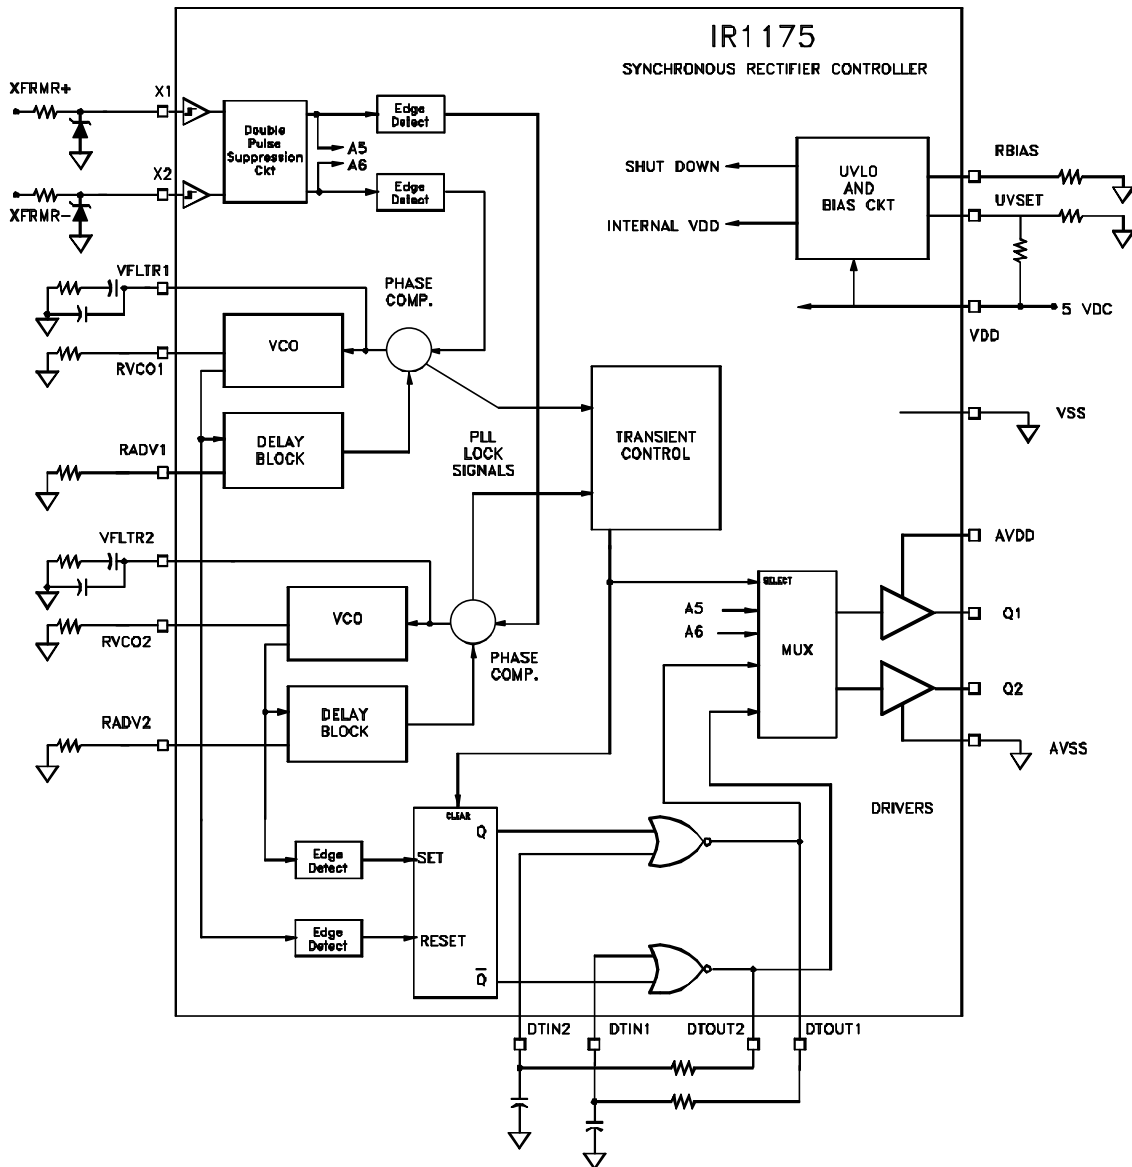 IR1175
SYNCHRONOUS RECTIFIER CONTROLLER
XFRMR+
X1
Double
Pulse
Suppression
Ckt
Edge
Detect
A5
A6
X2
XFRMR-
Edge
Detect
SHUT DOWN
INTERNAL VDD
UVLO
AND
BIAS CKT
RBIAS
UVSET
5 VDC
VDD
VFLTR1
PHASE
COMP.
VCO
RVCO1
RADV1
DELAY
BLOCK
PLL
LOCK
SIGNALS
TRANSIENT
CONTROL
VSS
VFLTR2
VCO
RVCO2
PHASE
COMP.
RADV2
DELAY
BLOCK
SELECT
A5
A6
MUX
AVDD
Q1
Q2
AVSS
DRIVERS
CLEAR
Q
SET
Edge
Detect
RESET
Edge
Detect
Q̅
DTIN2
DTIN1
DTOUT2
DTOUT1